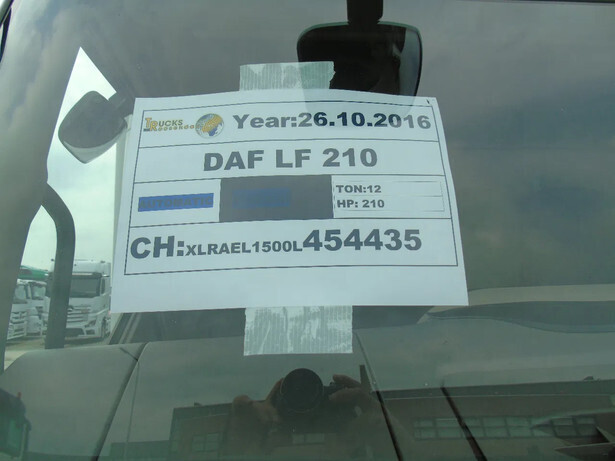 TRUCKS Year:26.10.2016
DAF LF 210
TON:12
HP: 210
CH:XLRAEL1500L454435